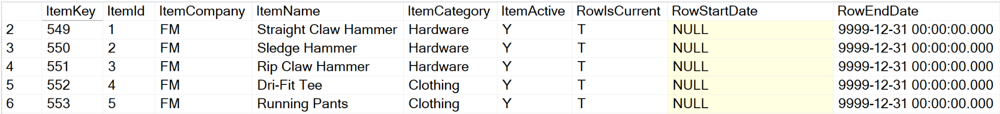 ItemKey ItemId ItemCompany ItemName ItemCategory ItemActive RowIsCurrent RowStartDate RowEndDate
2 549 1 FM Straight Claw Hammer Hardware Y T NULL 9999-12-31 00:00:00.000
3 550 2 FM Sledge Hammer Hardware Y T NULL 9999-12-31 00:00:00.000
4 551 3 FM Rip Claw Hammer Hardware Y T NULL 9999-12-31 00:00:00.000
5 552 4 FM Dri-Fit Tee Clothing Y T NULL 9999-12-31 00:00:00.000
6 553 5 FM Running Pants Clothing Y T NULL 9999-12-31 00:00:00.000